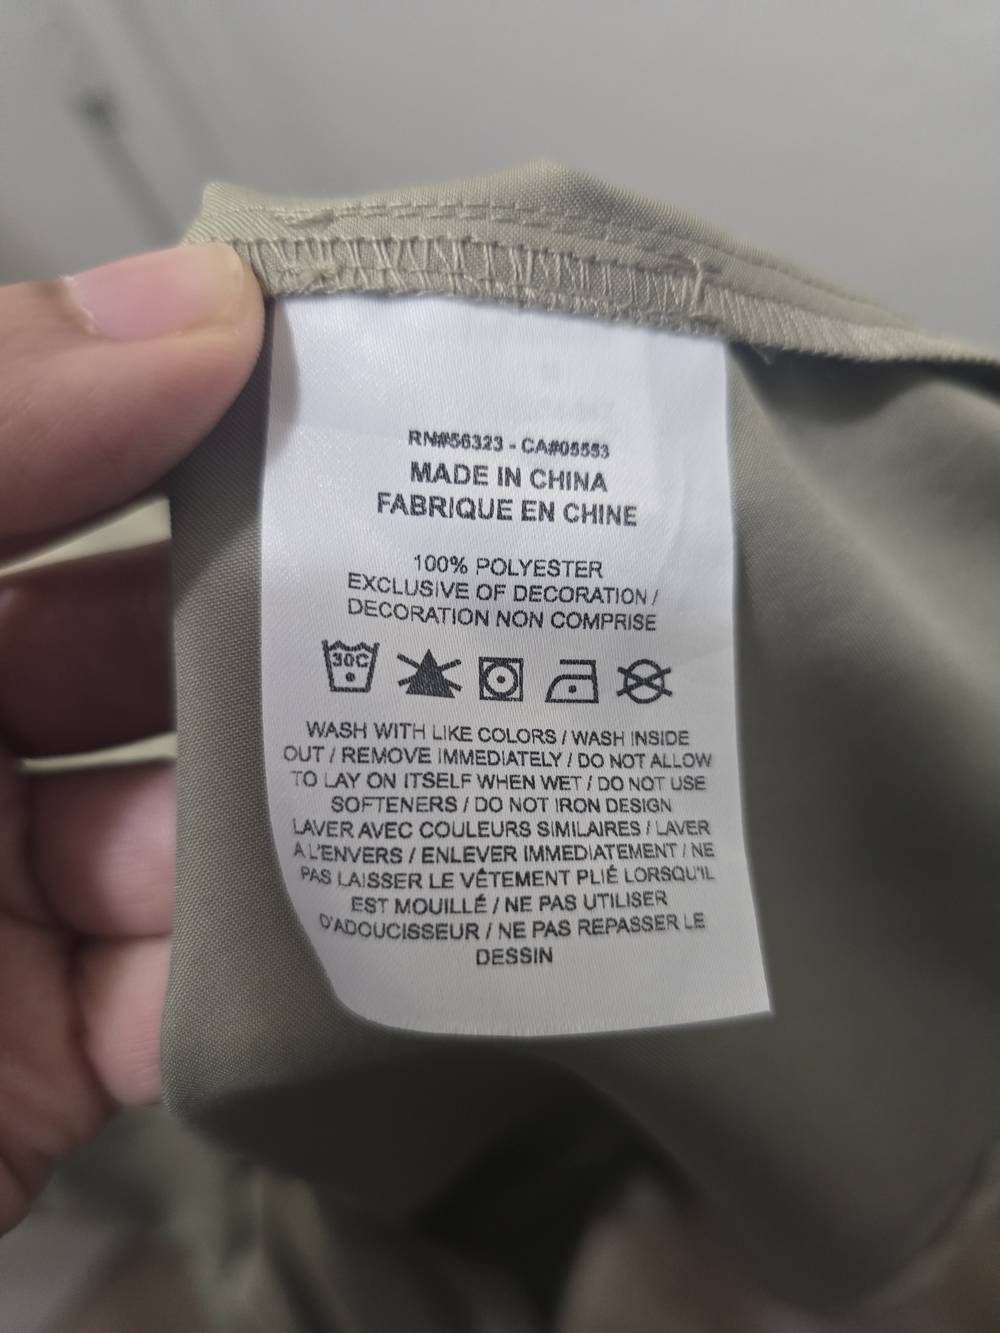 RN#56323 - CA#05553
MADE IN CHINA
FABRIQUE EN CHINE
100% POLYESTER
EXCLUSIVE OF DECORATION /
DECORATION NON COMPRISE
30C
WASH WITH LIKE COLORS / WASH INSIDE
OUT / REMOVE IMMEDIATELY / DO NOT ALLOW
TO LAY ON ITSELF WHEN WET / DO NOT USE
SOFTENERS / DO NOT IRON DESIGN
LAVER AVEC COULEURS SIMILAIRES / LAVER
A L'ENVERS / ENLEVER IMMEDIATEMENT / NE
PAS LAISSER LE VÊTEMENT PLIÉ LORSQU'IL
EST MOUILLÉ / NE PAS UTILISER
D'ADOUCISSEUR / NE PAS REPASSER LE
DESSIN